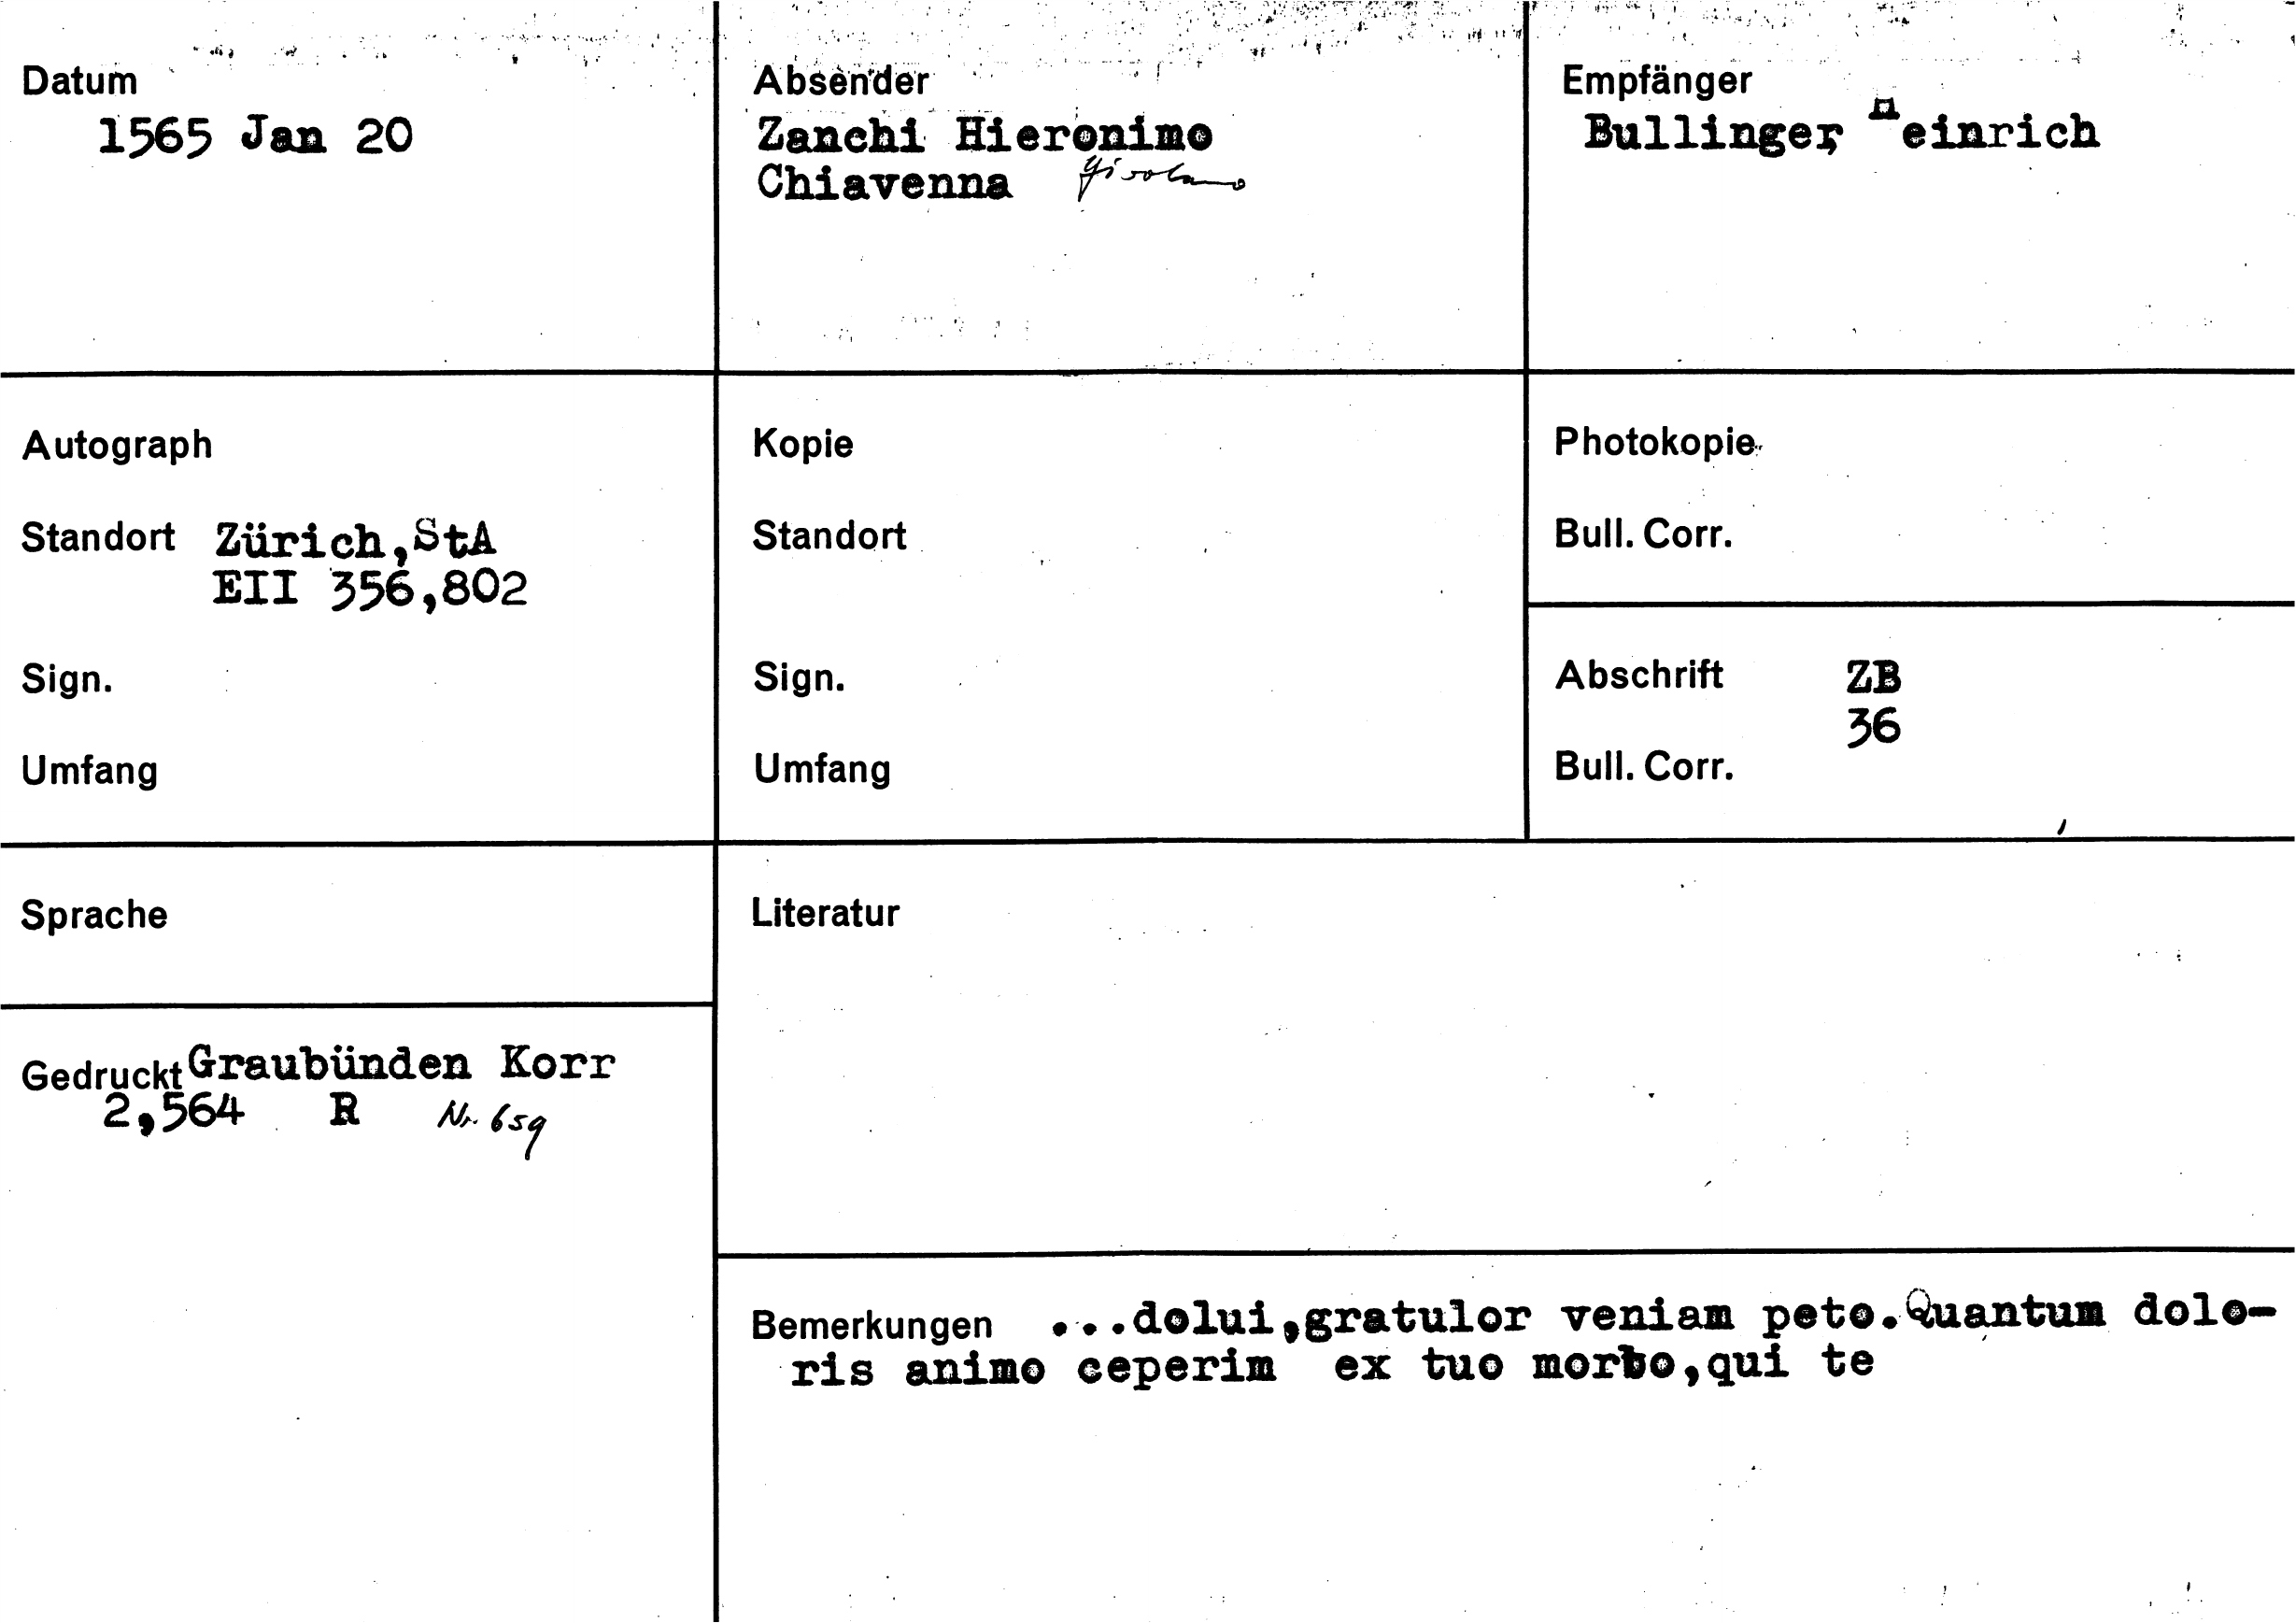 Datum
1565 Jan 20
Absender
Zanchi Hieronimo
Chiavenna Girolamo
Empfänger
Bullinger, Heinrich
Autograph
Standort Zürich,StA
EII 356,802
Sign.
Umfang
Kopie
Standort
Sign.
Umfang
Photokopie
Bull. Corr.
Abschrift ZB
36
Bull. Corr.
Sprache
Gedruckt Graubünden Korr
2,564 R Nr. 659
Literatur
Bemerkungen ...dolui,gratulor veniam peto.Quantum dolo-
ris animo ceperim ex tuo morbo,qui te